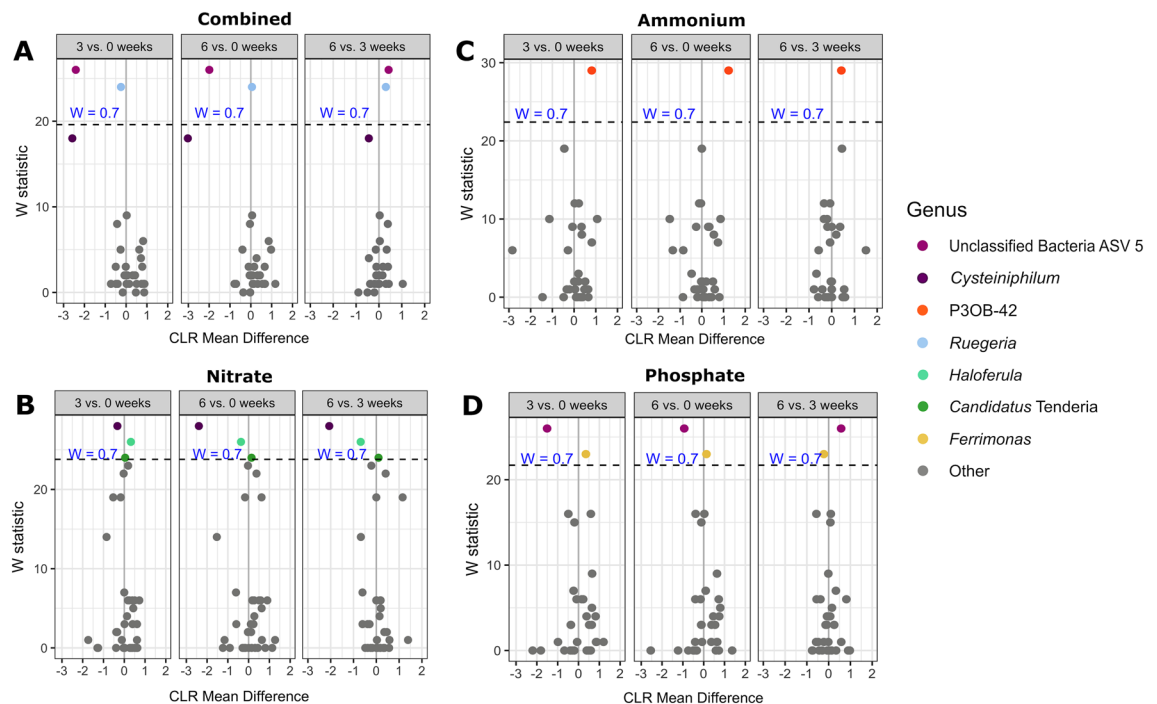 Combined
A
3 vs. 0 weeks
6 vs. 0 weeks
6 vs. 3 weeks
W = 0.7
W = 0.7
W = 0.7
W statistic
20
10
0
-3 -2 -1 0 1 2
-3 -2 -1 0 1 2
-3 -2 -1 0 1 2
CLR Mean Difference
Nitrate
B
3 vs. 0 weeks
6 vs. 0 weeks
6 vs. 3 weeks
W = 0.7
W = 0.7
W = 0.7
W statistic
20
10
0
-3 -2 -1 0 1 2
-3 -2 -1 0 1 2
-3 -2 -1 0 1 2
CLR Mean Difference
Ammonium
C
3 vs. 0 weeks
6 vs. 0 weeks
6 vs. 3 weeks
W = 0.7
W = 0.7
W = 0.7
W statistic
30
20
10
0
-3 -2 -1 0 1 2
-3 -2 -1 0 1 2
-3 -2 -1 0 1 2
CLR Mean Difference
Phosphate
D
3 vs. 0 weeks
6 vs. 0 weeks
6 vs. 3 weeks
W = 0.7
W = 0.7
W = 0.7
W statistic
20
10
0
-3 -2 -1 0 1 2
-3 -2 -1 0 1 2
-3 -2 -1 0 1 2
CLR Mean Difference
Genus
Unclassified Bacteria ASV 5
Cysteiniphilum
P3OB-42
Ruegeria
Haloferula
Candidatus Tenderia
Ferrimonas
Other